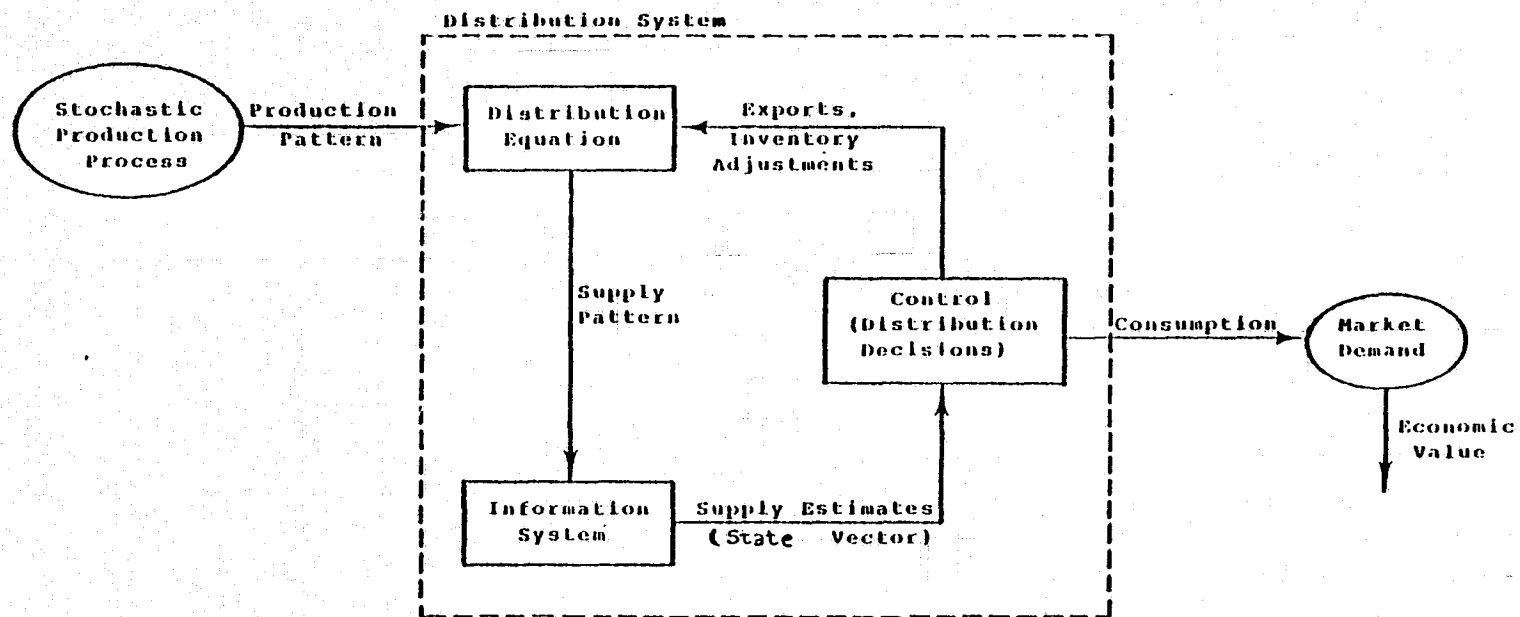 Distribution System
Stochastic
Production
Process
Production
Pattern
Distribution
Equation
Exports,
Inventory
Adjustments
Supply
Pattern
Control
(Distribution
Decisions)
Consumption
Market
Demand
Economic
Value
Information
System
Supply Estimates
(State Vector)